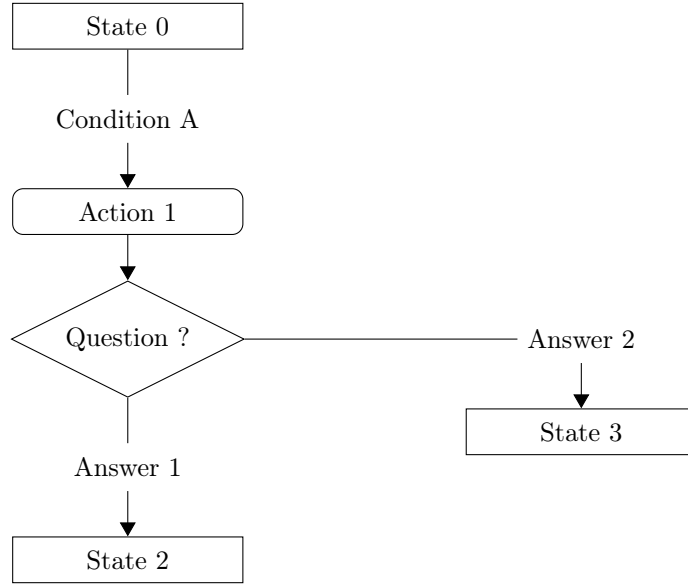 State 0
Condition A
Action 1
Question ?
Answer 2
State 3
Answer 1
State 2